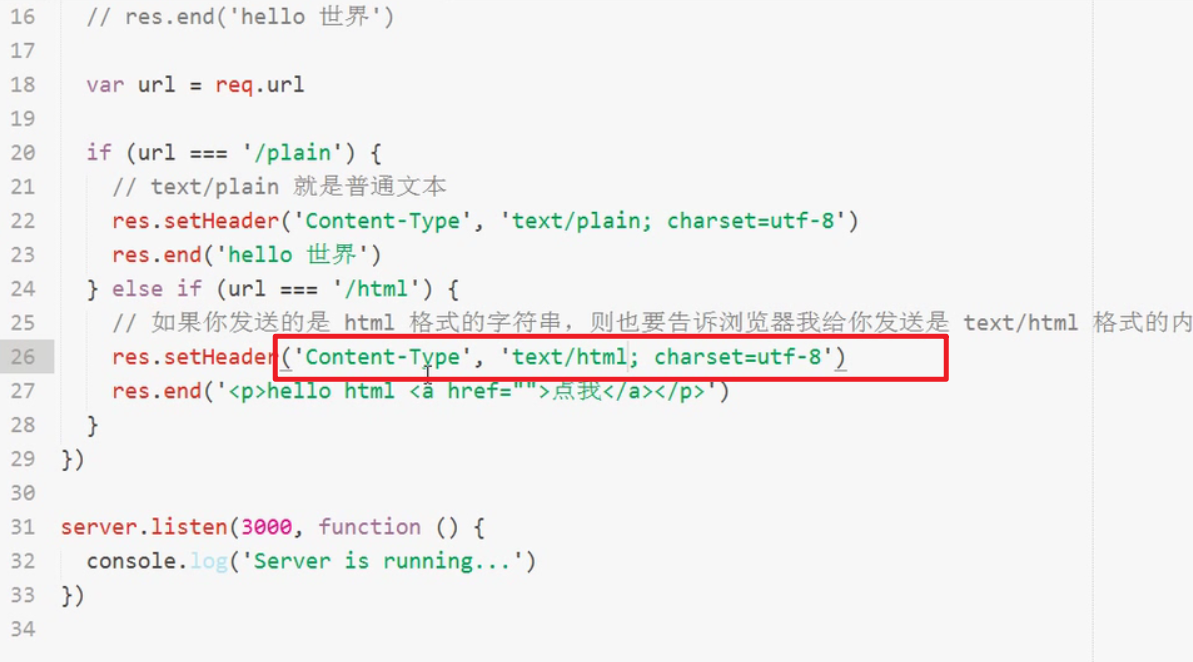 16 // res.end('hello 世界')
17
18 var url = req.url
19
20 if (url === '/plain') {
21 // text/plain 就是普通文本
22 res.setHeader('Content-Type', 'text/plain; charset=utf-8')
23 res.end('hello 世界')
24 } else if (url === '/html') {
25 // 如果你发送的是 html 格式的字符串，则也要告诉浏览器我给你发送是 text/html 格式的内
26 res.setHeader('Content-Type', 'text/html; charset=utf-8')
27 res.end('<p>hello html <a href="">点我</a></p>')
28 }
29 })
30
31 server.listen(3000, function () {
32 console.log('Server is running...')
33 })
34